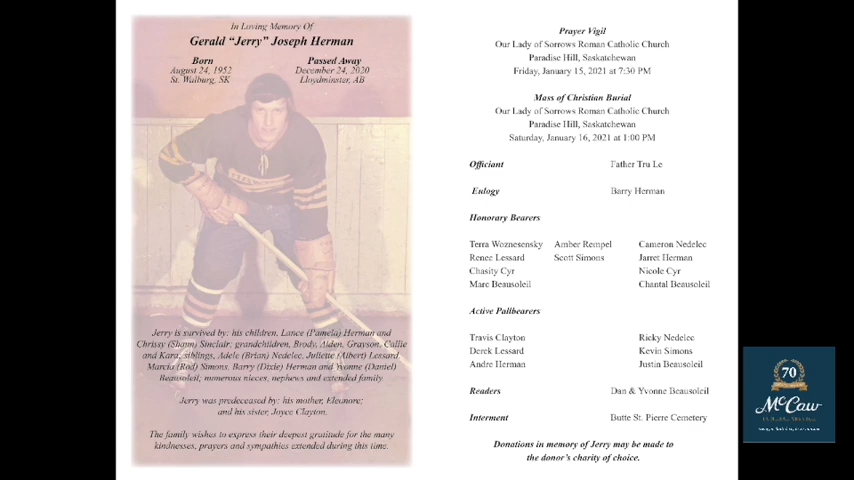 In Loving Memory Of
Gerald "Jerry" Joseph Herman
Born
August 24, 1952
St. Walburg, SK
Passed Away
December 24, 2020
Lloydminster, AB
Jerry is survived by: his children, Lance (Pamela) Herman and
Chrissy (Shawn) Sinclair; grandchildren, Brody, Aiden, Grayson, Callie
and Kara; siblings, Adele (Brian) Nedelec, Juliette (Albert) Lessard,
Marcia (Rod) Simons, Barry (Dixie) Herman and Yvonne (Daniel)
Beausoleil; numerous nieces, nephews and extended family.
Jerry was predeceased by: his mother, Eleanore;
and his sister, Joyce Clayton.
The family wishes to express their deepest gratitude for the many
kindnesses, prayers and sympathies extended during this time.
Prayer Vigil
Our Lady of Sorrows Roman Catholic Church
Paradise Hill, Saskatchewan
Friday, January 15, 2021 at 7:30 PM
Mass of Christian Burial
Our Lady of Sorrows Roman Catholic Church
Paradise Hill, Saskatchewan
Saturday, January 16, 2021 at 1:00 PM
Officiant Father Tru Le
Eulogy Barry Herman
Honorary Bearers
Terra Woznesensky Amber Rempel Cameron Nedelec
Renee Lessard Scott Simons Jarret Herman
Chasity Cyr Nicole Cyr
Marc Beausoleil Chantal Beausoleil
Active Pallbearers
Travis Clayton Ricky Nedelec
Derek Lessard Kevin Simons
Andre Herman Justin Beausoleil
Readers Dan & Yvonne Beausoleil
Interment Butte St. Pierre Cemetery
Donations in memory of Jerry may be made to
the donor's charity of choice.
70
McCaw